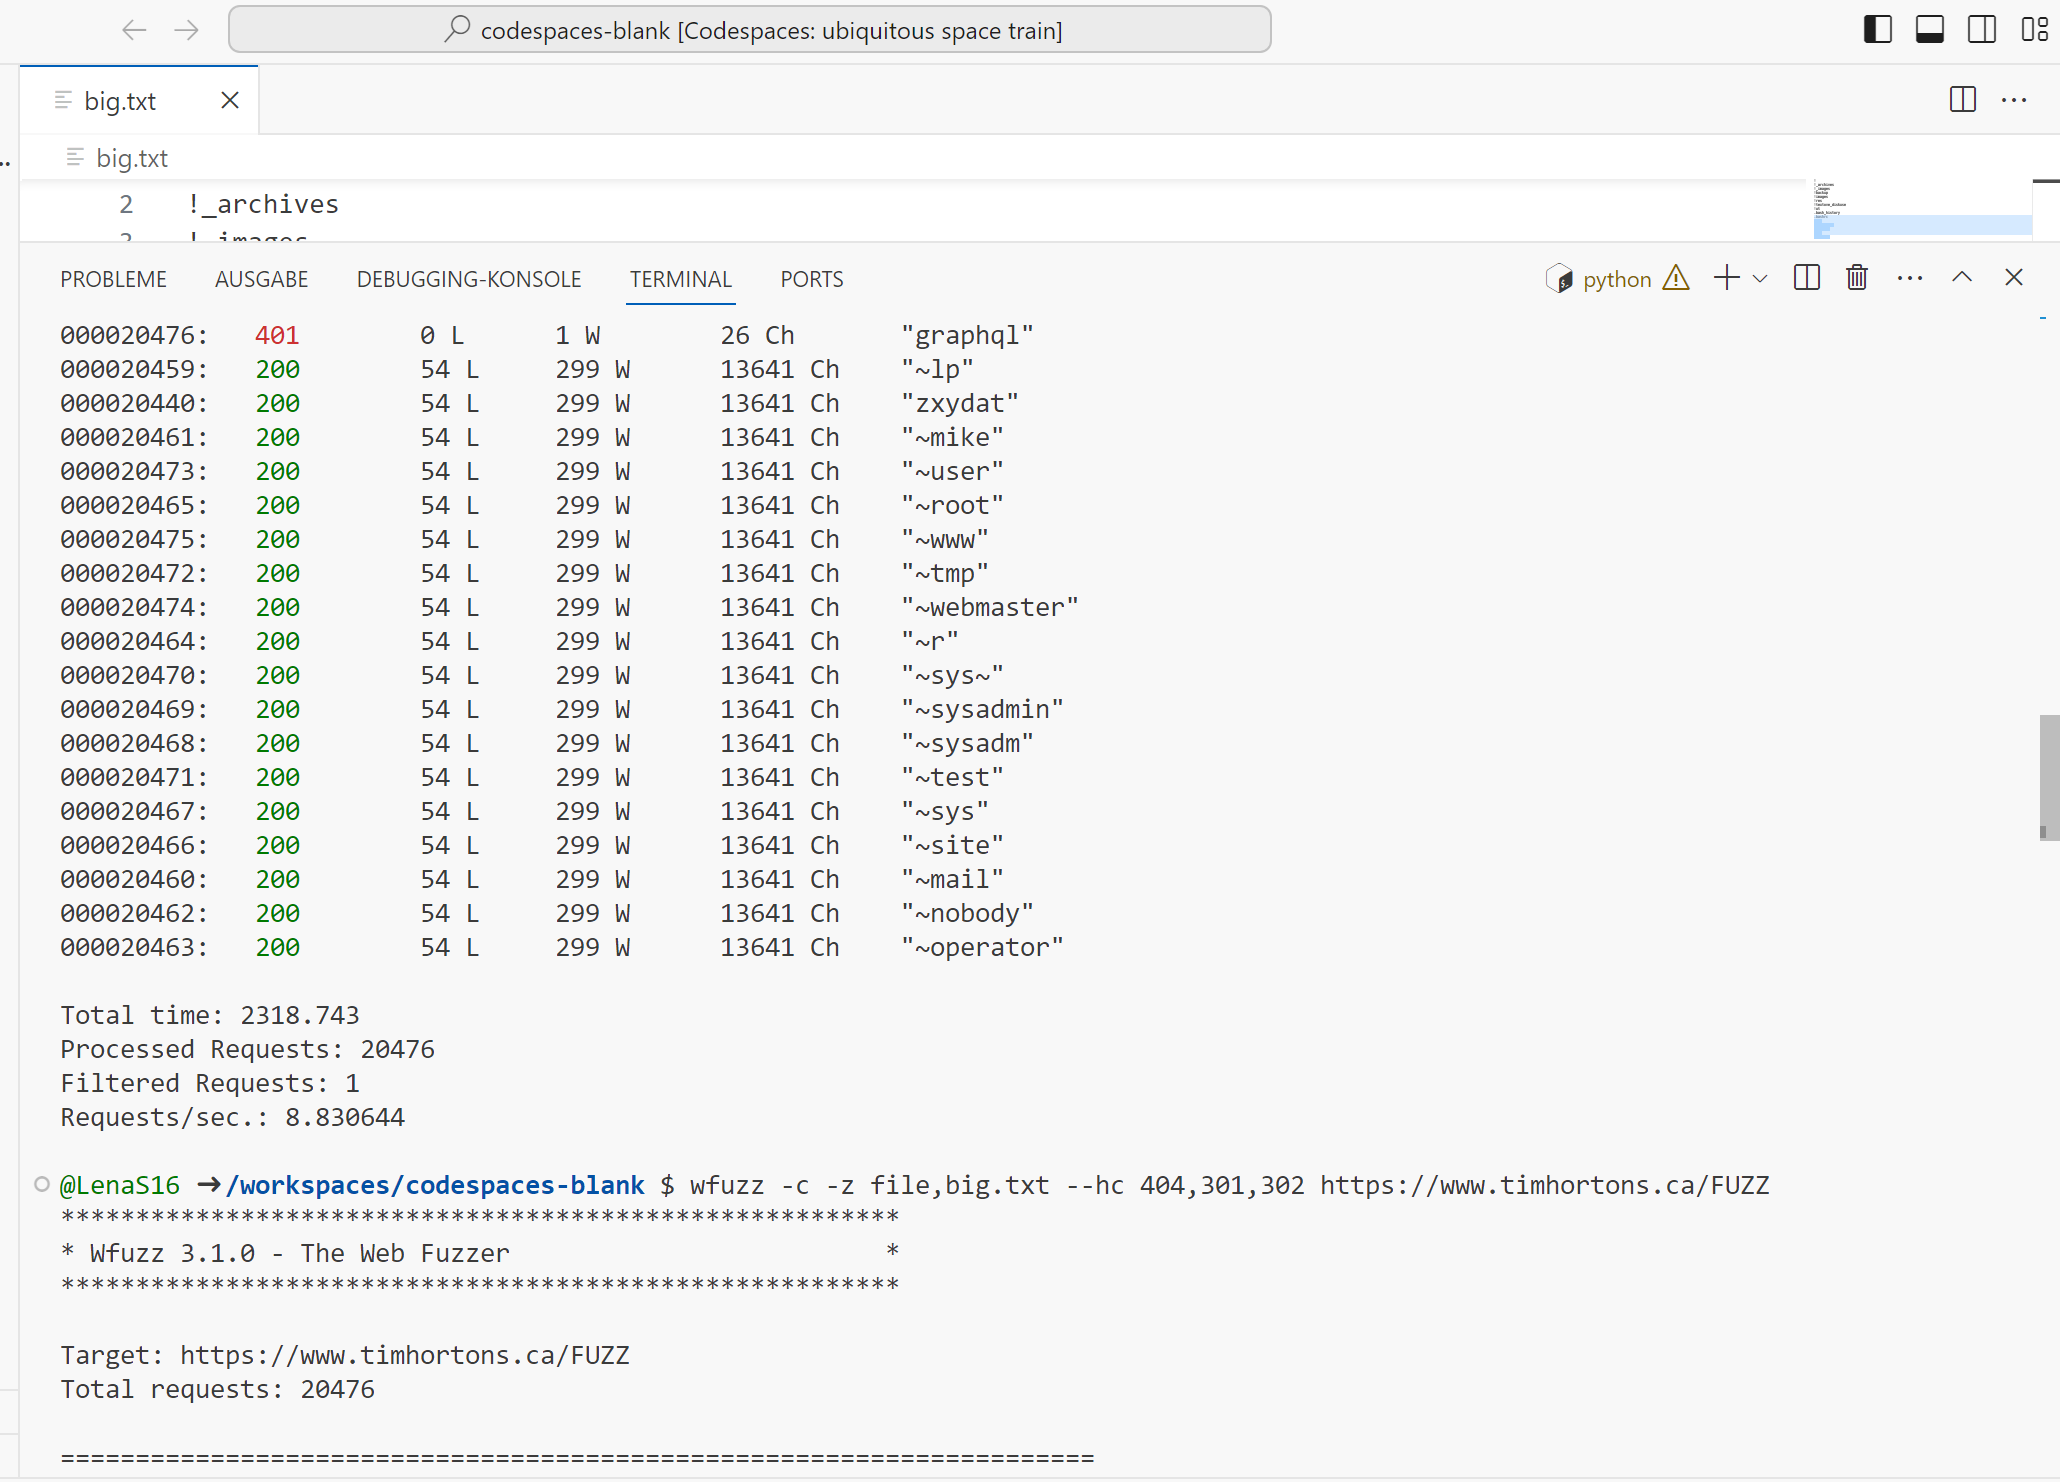 codespaces-blank [Codespaces: ubiquitous space train]
big.txt
big.txt
2 !_archives
3 !_images
PROBLEME AUSGABE DEBUGGING-KONSOLE TERMINAL PORTS python
000020476: 401 0 L 1 W 26 Ch "graphql"
000020459: 200 54 L 299 W 13641 Ch "~lp"
000020440: 200 54 L 299 W 13641 Ch "zxydat"
000020461: 200 54 L 299 W 13641 Ch "~mike"
000020473: 200 54 L 299 W 13641 Ch "~user"
000020465: 200 54 L 299 W 13641 Ch "~root"
000020475: 200 54 L 299 W 13641 Ch "~www"
000020472: 200 54 L 299 W 13641 Ch "~tmp"
000020474: 200 54 L 299 W 13641 Ch "~webmaster"
000020464: 200 54 L 299 W 13641 Ch "~r"
000020470: 200 54 L 299 W 13641 Ch "~sys~"
000020469: 200 54 L 299 W 13641 Ch "~sysadmin"
000020468: 200 54 L 299 W 13641 Ch "~sysadm"
000020471: 200 54 L 299 W 13641 Ch "~test"
000020467: 200 54 L 299 W 13641 Ch "~sys"
000020466: 200 54 L 299 W 13641 Ch "~site"
000020460: 200 54 L 299 W 13641 Ch "~mail"
000020462: 200 54 L 299 W 13641 Ch "~nobody"
000020463: 200 54 L 299 W 13641 Ch "~operator"
Total time: 2318.743
Processed Requests: 20476
Filtered Requests: 1
Requests/sec.: 8.830644
@LenaS16 ➜ /workspaces/codespaces-blank $ wfuzz -c -z file,big.txt --hc 404,301,302 https://www.timhortons.ca/FUZZ
********************************************************
* Wfuzz 3.1.0 - The Web Fuzzer *
********************************************************
Target: https://www.timhortons.ca/FUZZ
Total requests: 20476
=====================================================================